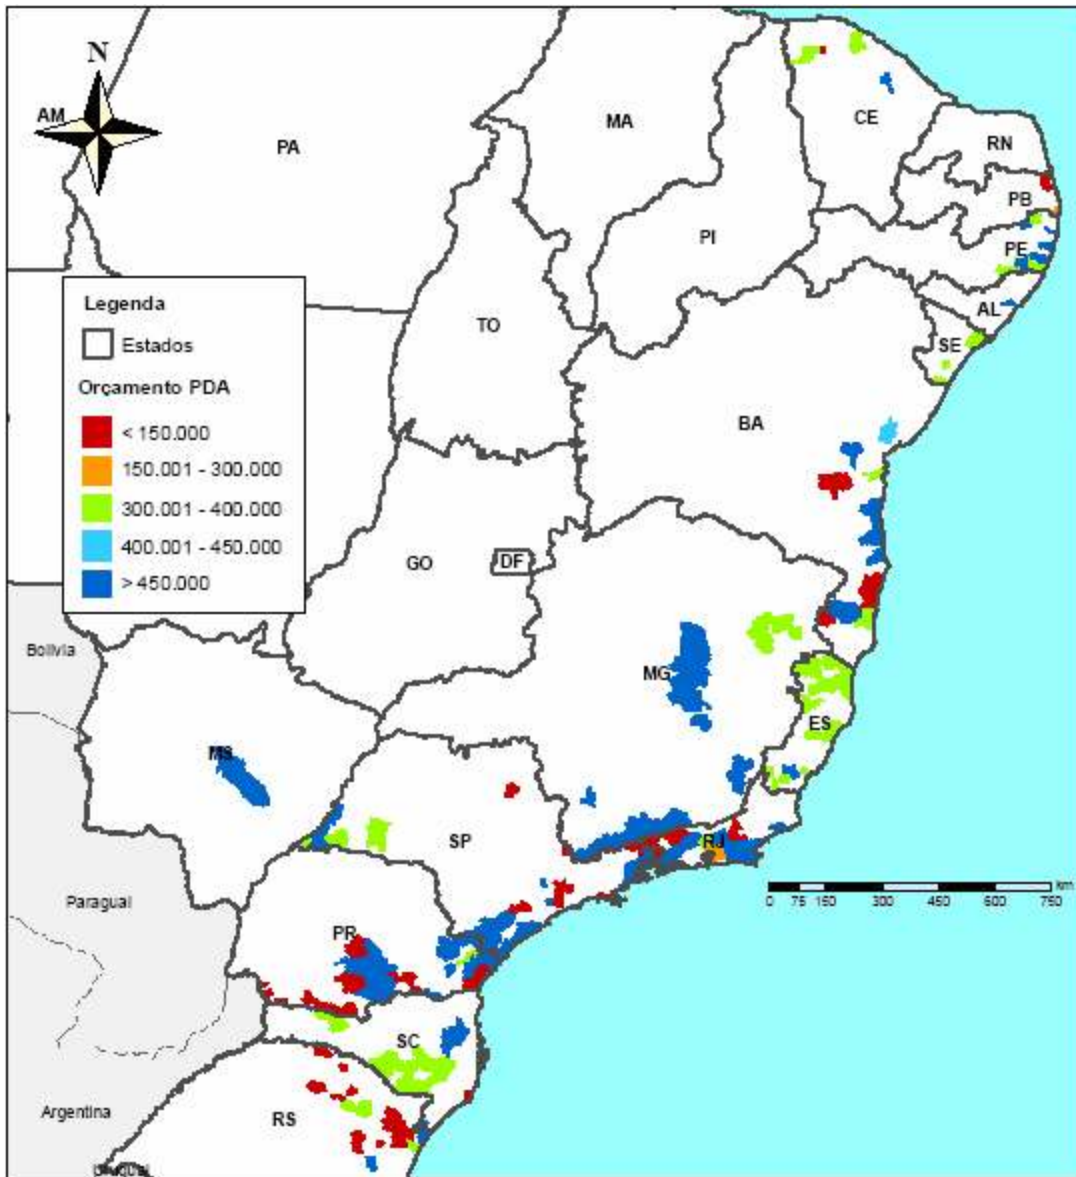 N
AM
PA
MA
CE
RN
PB
PI
PE
AL
SE
TO
BA
Legenda
Estados
Orçamento PDA
< 150.000
150.001 - 300.000
300.001 - 400.000
400.001 - 450.000
> 450.000
GO
DF
Bolívia
MG
MS
ES
SP
RJ
km
0 75 150 300 450 600 750
Paraguai
PR
SC
Argentina
RS
Uruguai